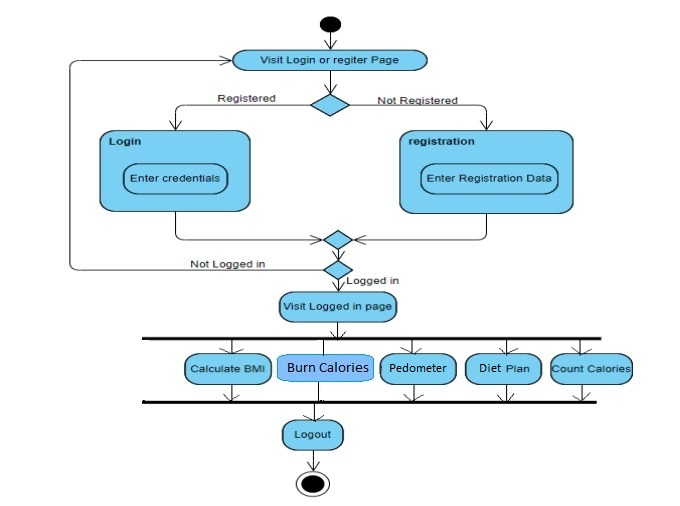 Visit Login or regiter Page
Registered
Not Registered
Login
registration
Enter credentials
Enter Registration Data
Not Logged in
Logged in
Visit Logged in page
Calculate BMI
Burn Calories
Pedometer
Diet Plan
Count Calories
Logout